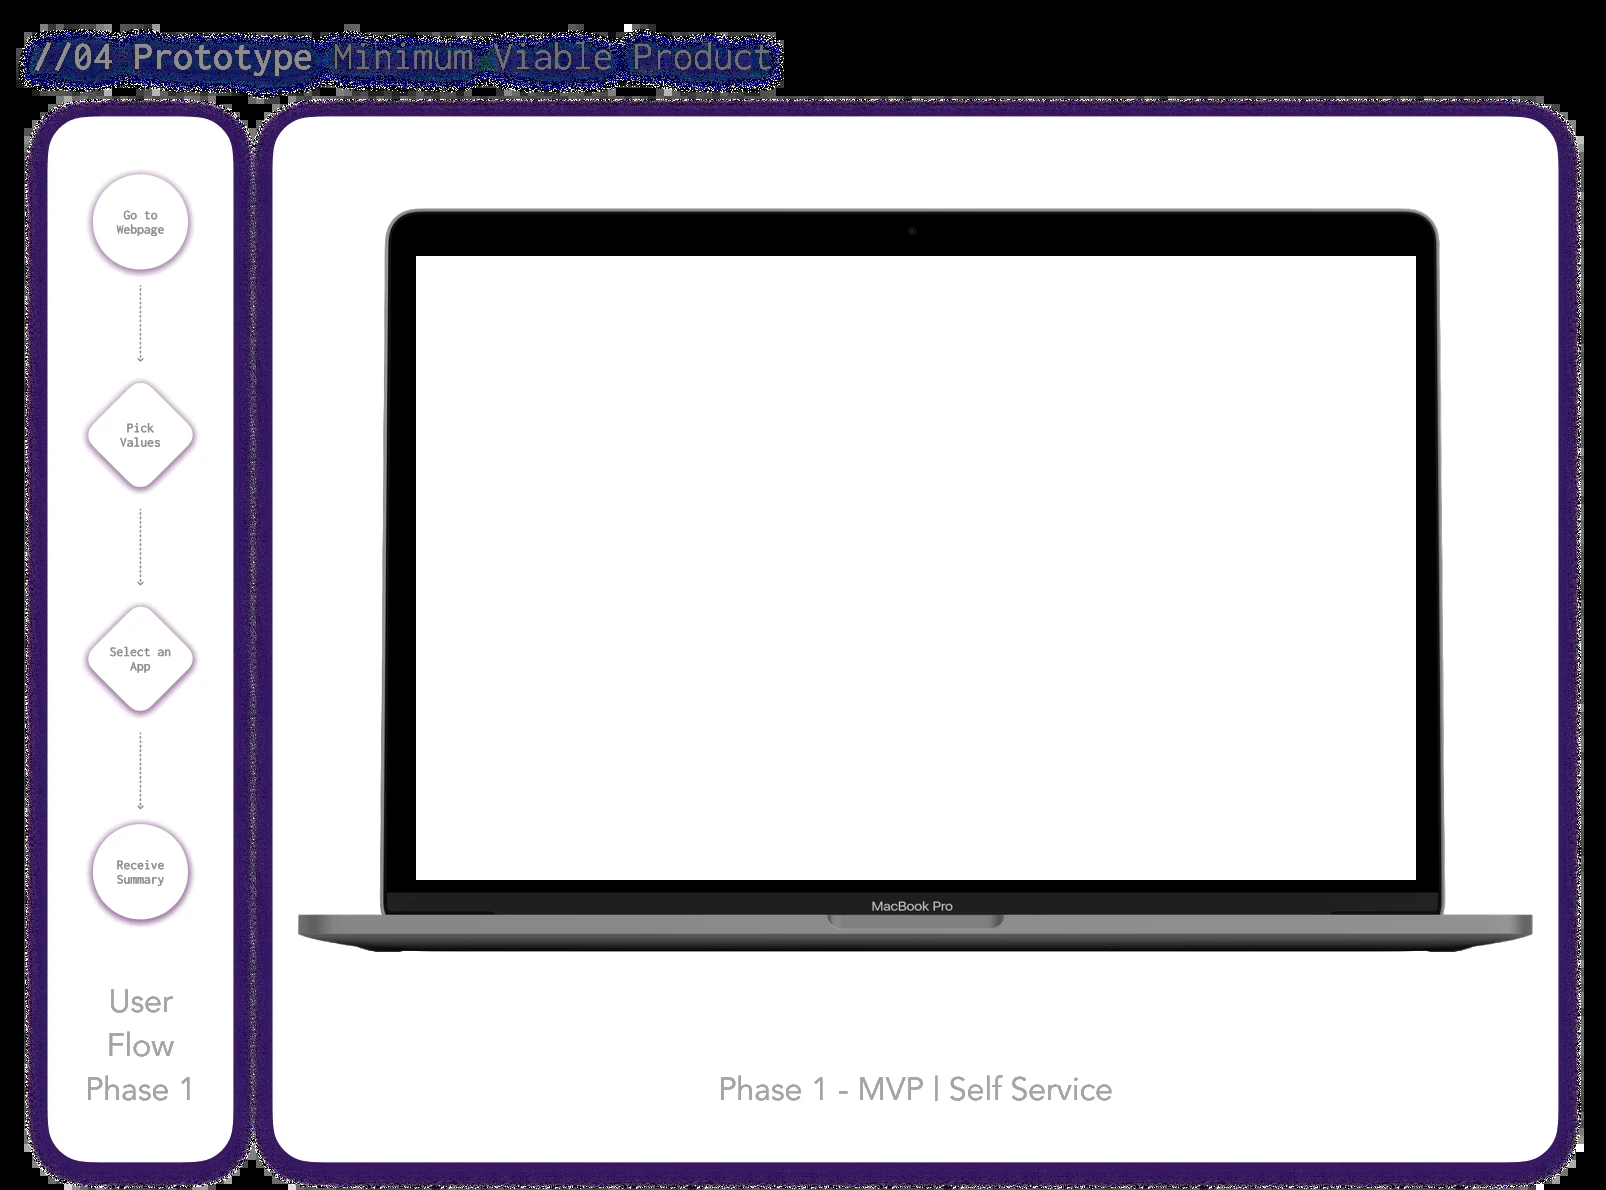 //04 Prototype Minimum Viable Product
Go to
Webpage
Pick
Values
Select an
App
Receive
Summary
User
Flow
Phase 1
MacBook Pro
Phase 1 - MVP | Self Service